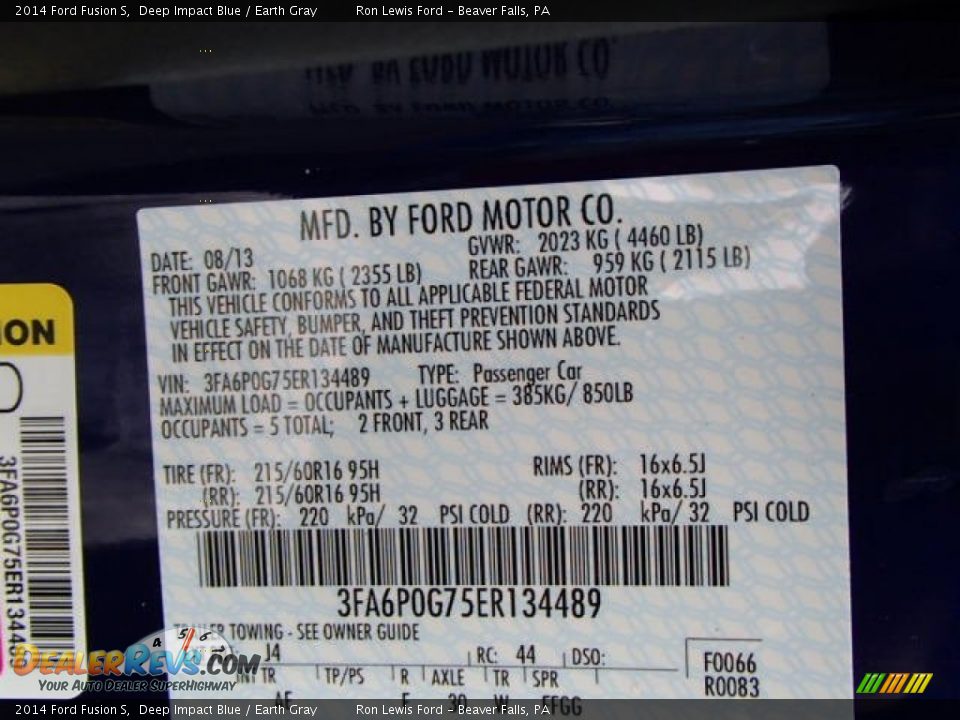 2014 Ford Fusion S, Deep Impact Blue / Earth Gray Ron Lewis Ford - Beaver Falls, PA
MFD. BY FORD MOTOR CO.
DATE: 08/13 GVWR: 2023 KG ( 4460 LB)
FRONT GAWR: 1068 KG ( 2355 LB) REAR GAWR: 959 KG ( 2115 LB)
THIS VEHICLE CONFORMS TO ALL APPLICABLE FEDERAL MOTOR
VEHICLE SAFETY, BUMPER, AND THEFT PREVENTION STANDARDS
IN EFFECT ON THE DATE OF MANUFACTURE SHOWN ABOVE.
VIN: 3FA6P0G75ER134489 TYPE: Passenger Car
MAXIMUM LOAD = OCCUPANTS + LUGGAGE = 385KG/ 850LB
OCCUPANTS = 5 TOTAL; 2 FRONT, 3 REAR
TIRE (FR): 215/60R16 95H RIMS (FR): 16x6.5J
(RR): 215/60R16 95H (RR): 16x6.5J
PRESSURE (FR): 220 kPa/ 32 PSI COLD (RR): 220 kPa/ 32 PSI COLD
3FA6P0G75ER134489
TOWING - SEE OWNER GUIDE
J4 RC: 44 DSO:
TR TP/PS R AXLE TR SPR
F0066
R0083
ION
3FA6P0G75ER134489
DEALERREVS.COM
Your Auto Dealer SuperHighway
2014 Ford Fusion S, Deep Impact Blue / Earth Gray Ron Lewis Ford - Beaver Falls, PA